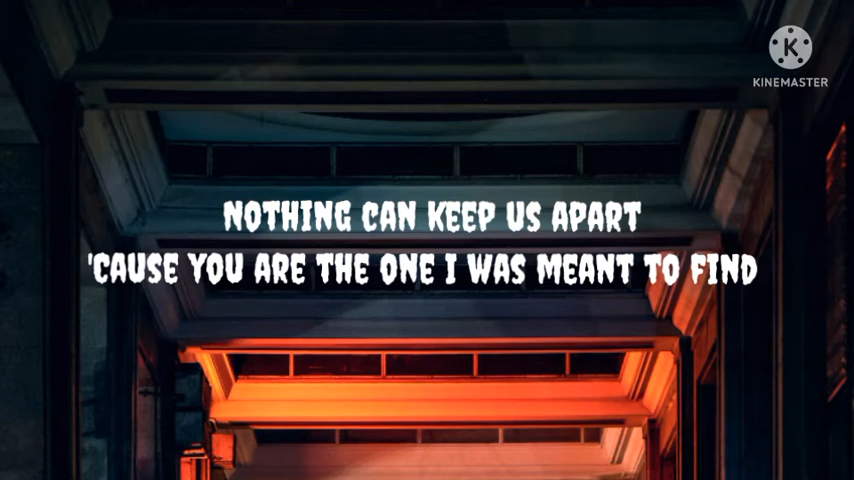 KINEMASTER
NOTHING CAN KEEP US APART
'CAUSE YOU ARE THE ONE I WAS MEANT TO FIND